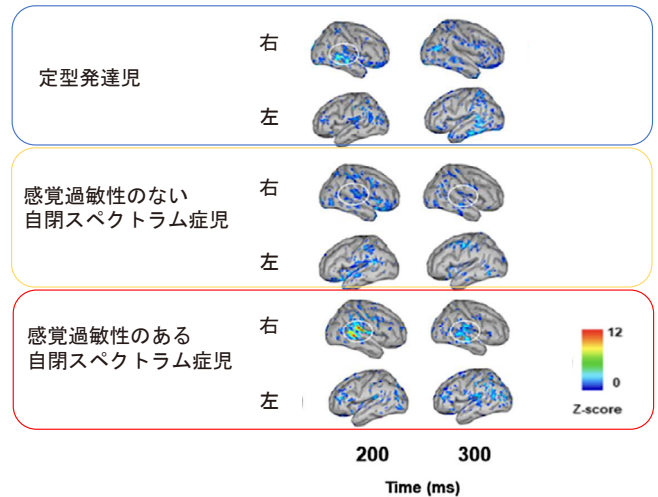 定型発達児
右
左
感覚過敏性のない
自閉スペクトラム症児
右
左
感覚過敏性のある
自閉スペクトラム症児
右
左
12
0
Z-score
200
300
Time (ms)